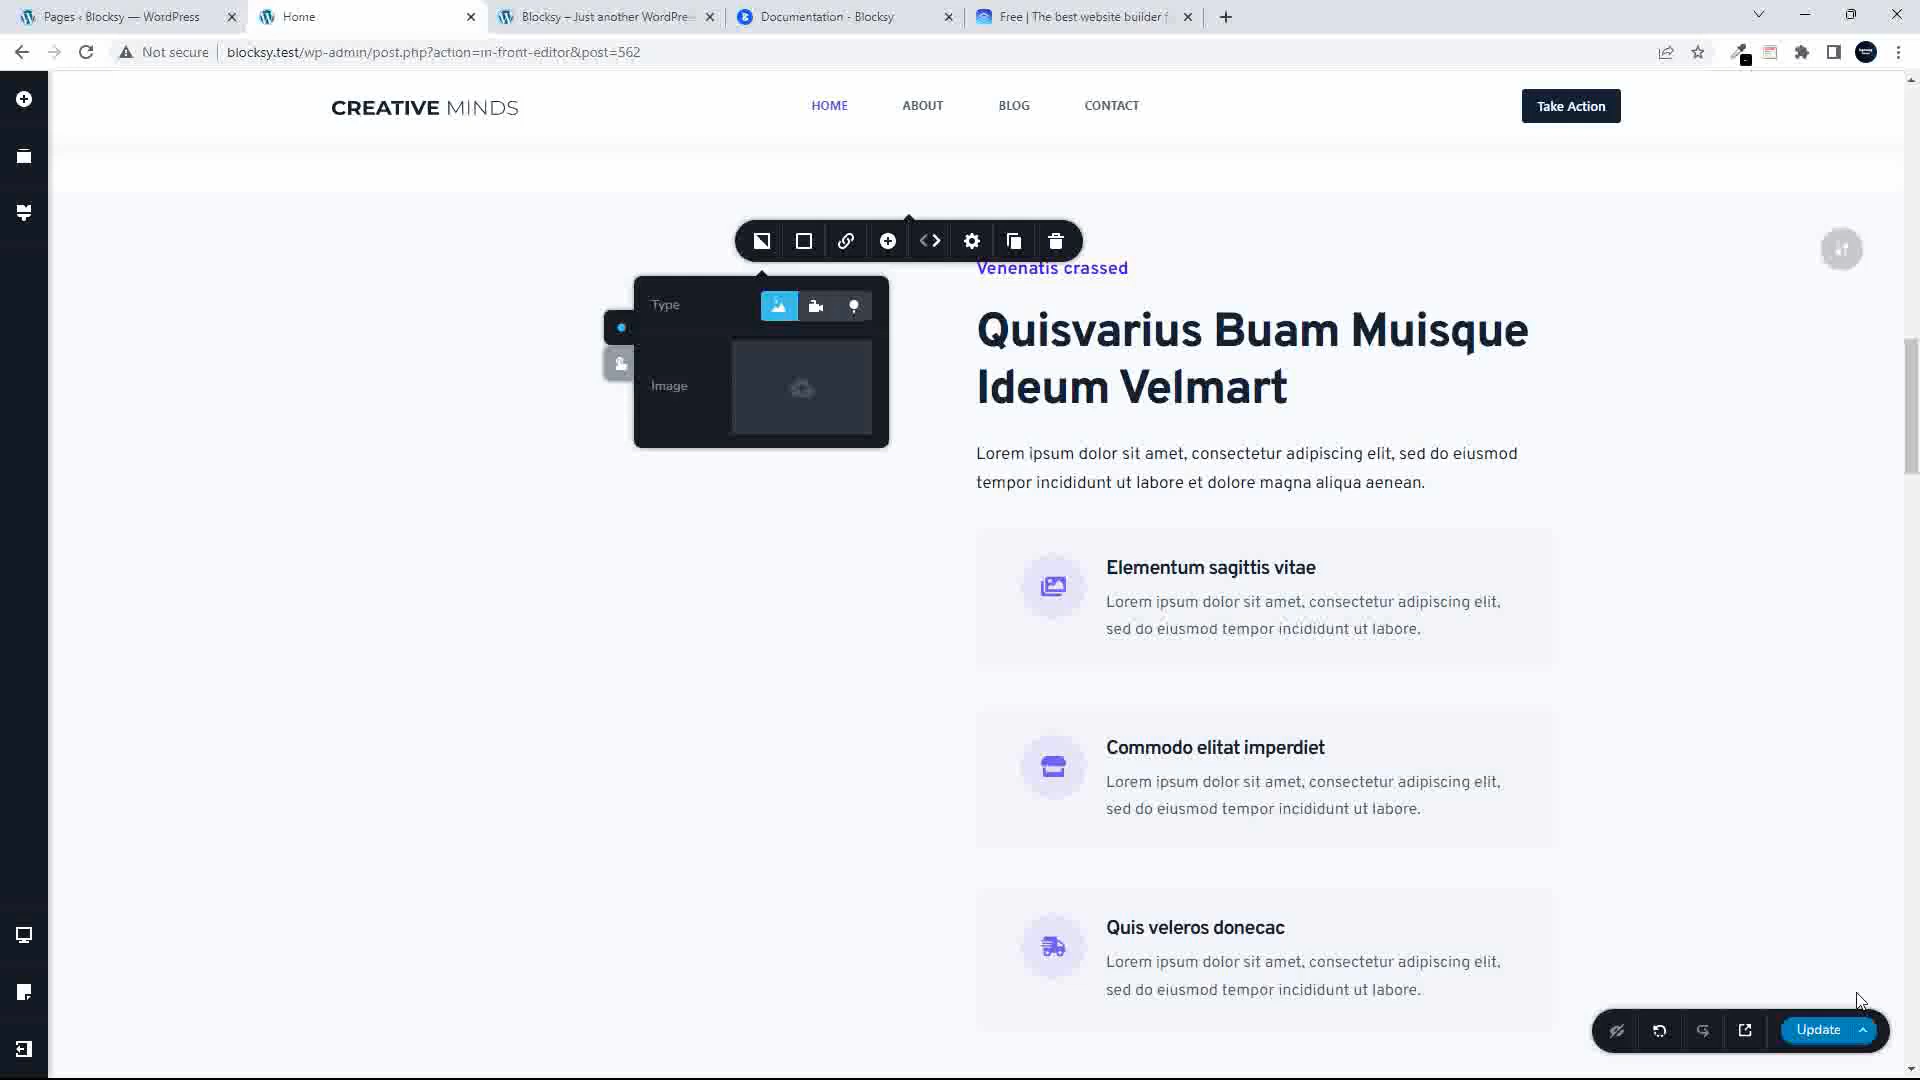 Pages ‹ Blocksy — WordPress
Home
Blocksy – Just another WordPre
Documentation - Blocksy
Free | The best website builder f
Not secure
blocksy.test/wp-admin/post.php?action=in-front-editor&post=562
CREATIVE MINDS
HOME
ABOUT
BLOG
CONTACT
Take Action
Venenatis crassed
Type
Image
Quisvarius Buam Muisque
Ideum Velmart
Lorem ipsum dolor sit amet, consectetur adipiscing elit, sed do eiusmod
tempor incididunt ut labore et dolore magna aliqua aenean.
Elementum sagittis vitae
Lorem ipsum dolor sit amet, consectetur adipiscing elit,
sed do eiusmod tempor incididunt ut labore.
Commodo elitat imperdiet
Lorem ipsum dolor sit amet, consectetur adipiscing elit,
sed do eiusmod tempor incididunt ut labore.
Quis veleros donecac
Lorem ipsum dolor sit amet, consectetur adipiscing elit,
sed do eiusmod tempor incididunt ut labore.
Update